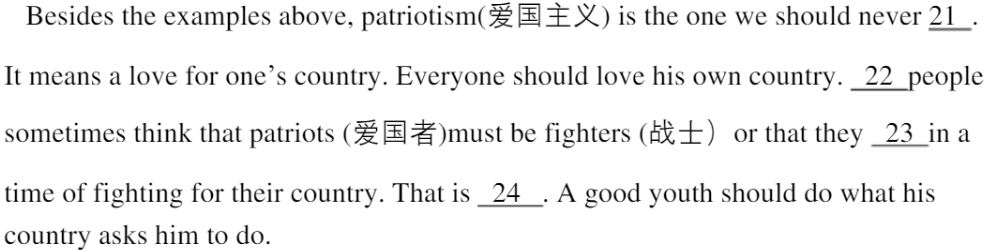 Besides the examples above, patriotism(爱国主义) is the one we should never 21 .
It means a love for one’s country. Everyone should love his own country. 22 people
sometimes think that patriots (爱国者)must be fighters (战士）or that they 23 in a
time of fighting for their country. That is 24 . A good youth should do what his
country asks him to do.